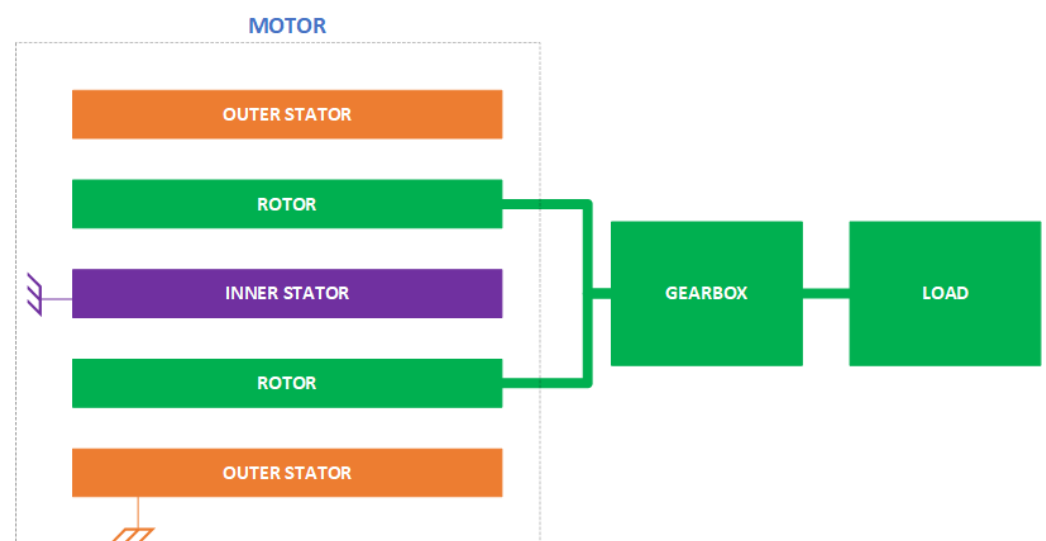 MOTOR
OUTER STATOR
ROTOR
INNER STATOR
GEARBOX
LOAD
ROTOR
OUTER STATOR